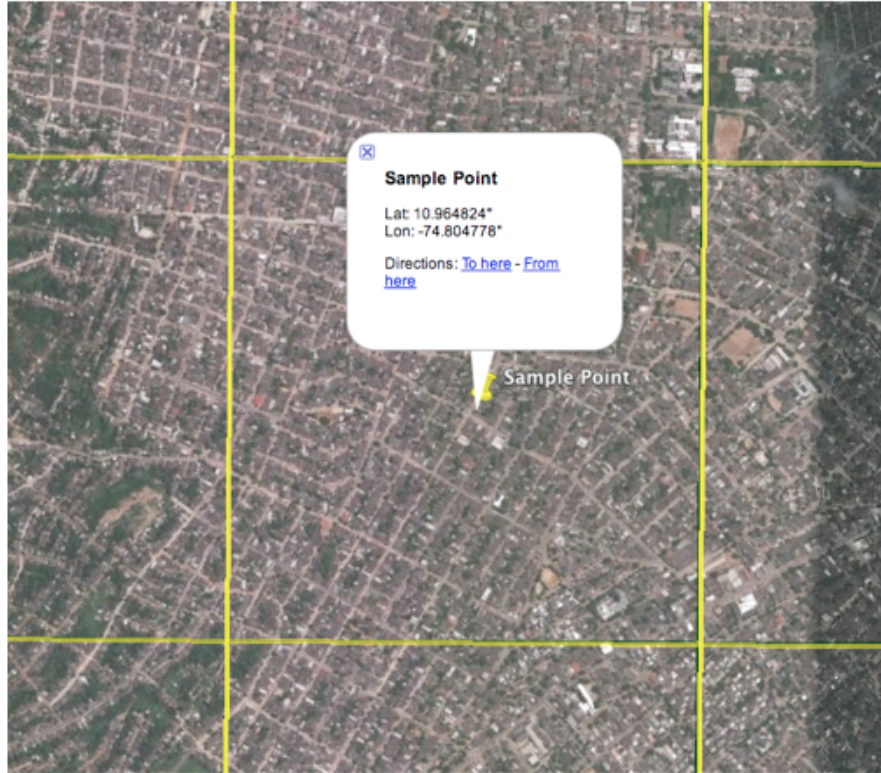 Sample Point
Lat: 10.964824°
Lon: -74.804778°
Directions: To here - From
here
Sample Point